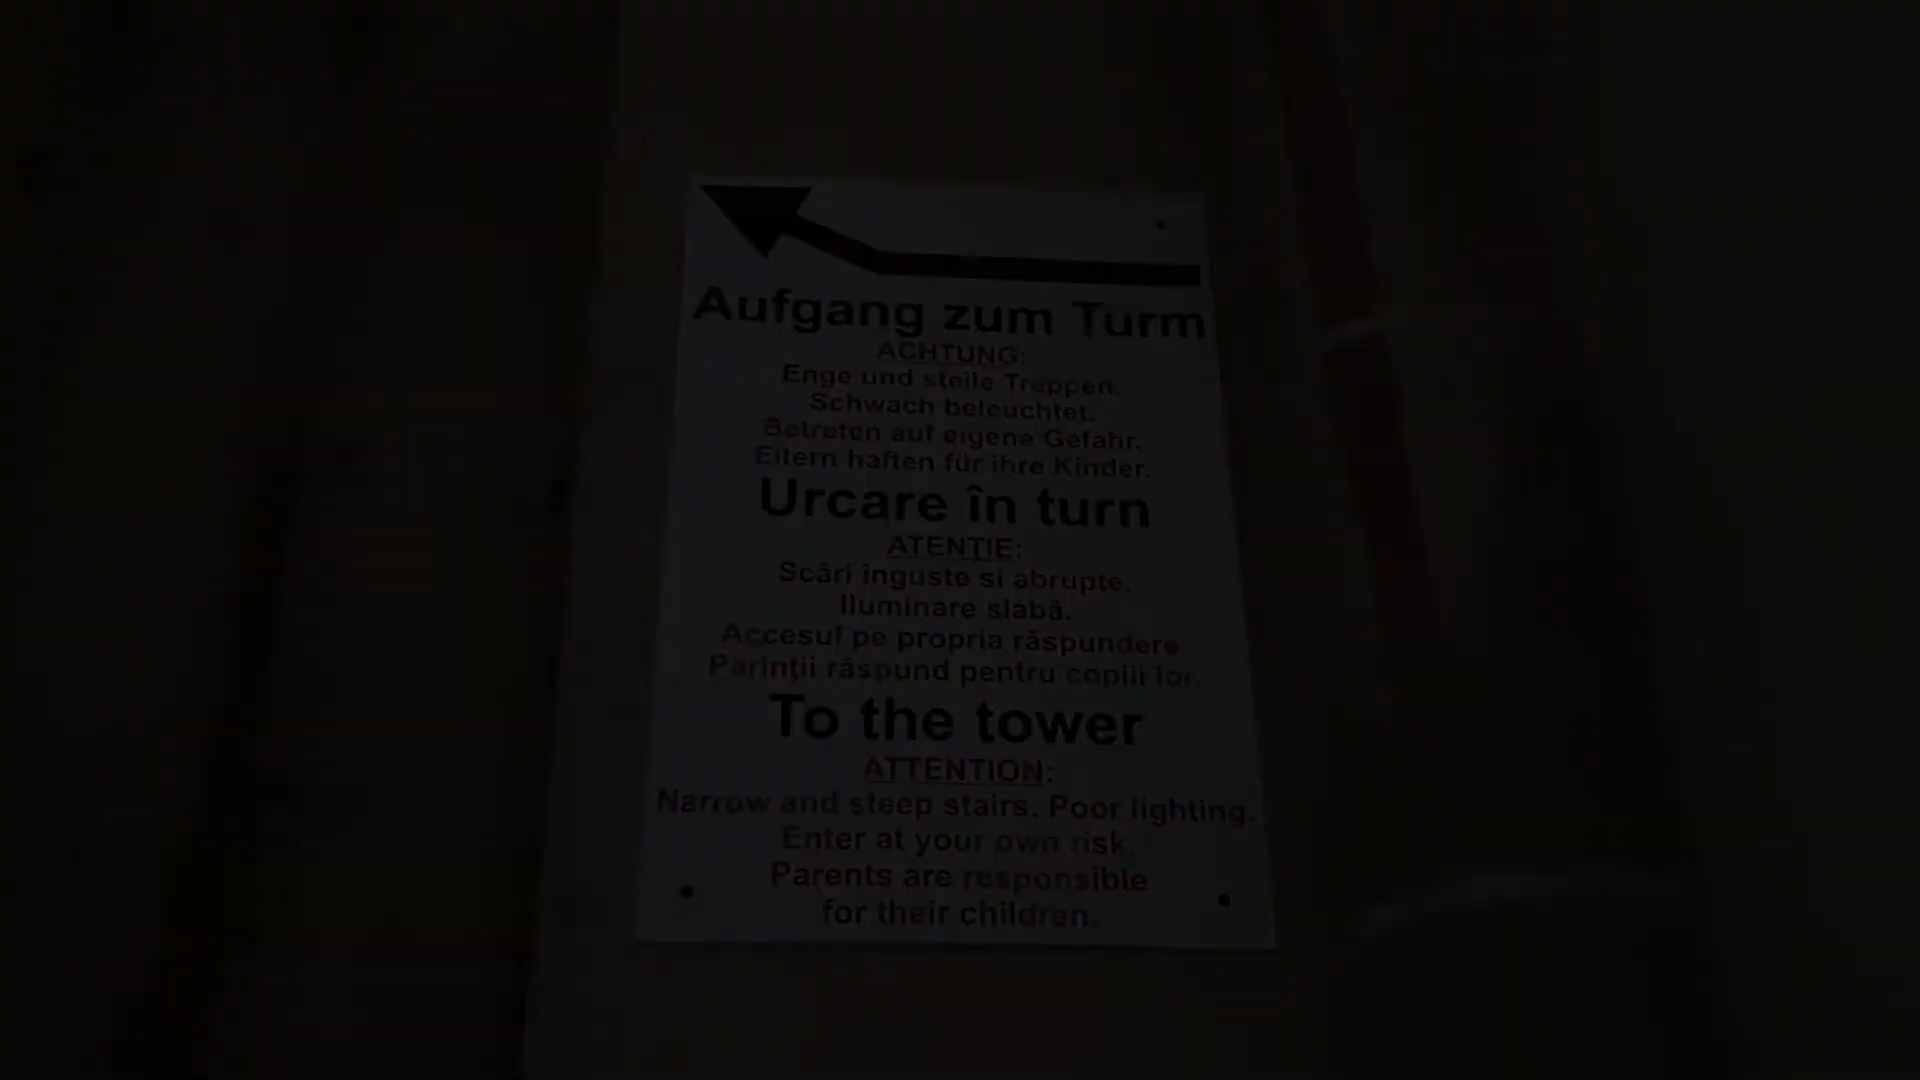 Aufgang zum Turm
ACHTUNG:
Enge und steile Treppen.
Schwach beleuchtet.
Betreten auf eigene Gefahr.
Eltern haften für ihre Kinder.
Urcare în turn
ATENȚIE:
Scări înguste si abrupte.
Iluminare slabă.
Accesul pe propria răspundere
Parinții răspund pentru copiii lor.
To the tower
ATTENTION:
Narrow and steep stairs. Poor lighting.
Enter at your own risk.
Parents are responsible
for their children.